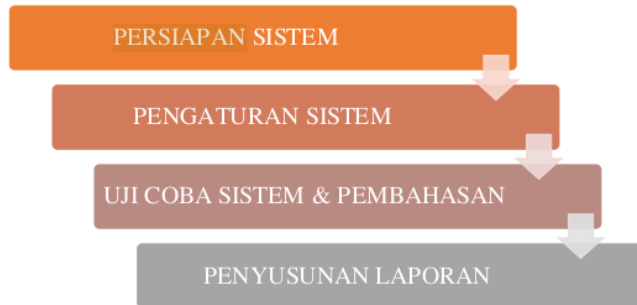 PERSIAPAN SISTEM
PENGATURAN SISTEM
UJI COBA SISTEM & PEMBAHASAN
PENYUSUNAN LAPORAN